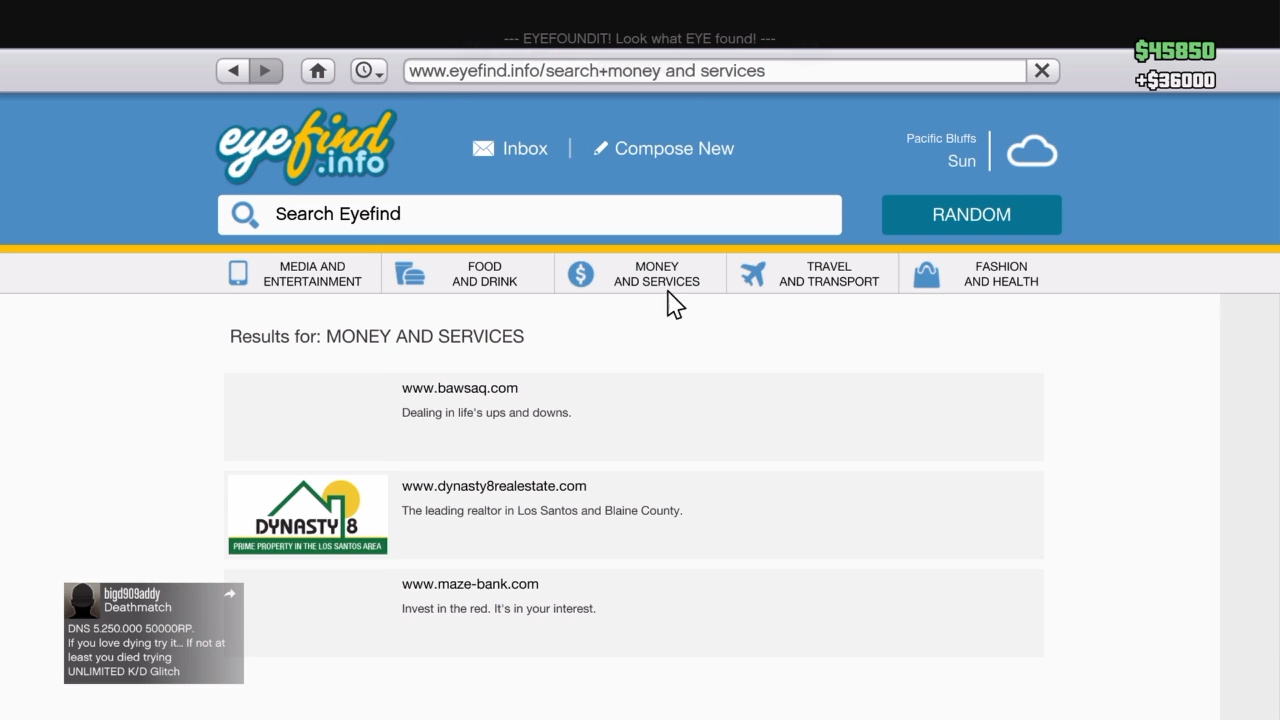 --- EYEFOUNDIT! Look what EYE found! ---
$45850
www.eyefind.info/search+money and services
+$36000
eyefind
.info
Inbox
Compose New
Pacific Bluffs
Sun
Search Eyefind
RANDOM
MEDIA AND
ENTERTAINMENT
FOOD
AND DRINK
MONEY
AND SERVICES
TRAVEL
AND TRANSPORT
FASHION
AND HEALTH
Results for: MONEY AND SERVICES
www.bawsaq.com
Dealing in life's ups and downs.
DYNASTY 8
PRIME PROPERTY IN THE LOS SANTOS AREA
www.dynasty8realestate.com
The leading realtor in Los Santos and Blaine County.
www.maze-bank.com
Invest in the red. It's in your interest.
bigd909addy
Deathmatch
DNS 5.250.000 50000RP.
If you love dying try it... If not at
least you died trying
UNLIMITED K/D Glitch